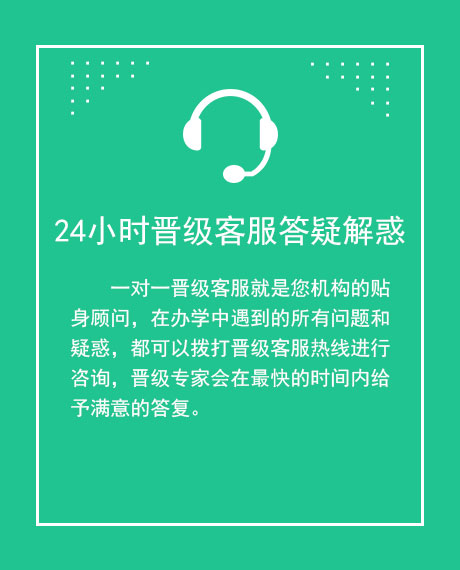 24小时晋级客服答疑解惑
一对一晋级客服就是您机构的贴
身顾问，在办学中遇到的所有问题和
疑惑，都可以拨打晋级客服热线进行
咨询，晋级专家会在最快的时间内给
予满意的答复。